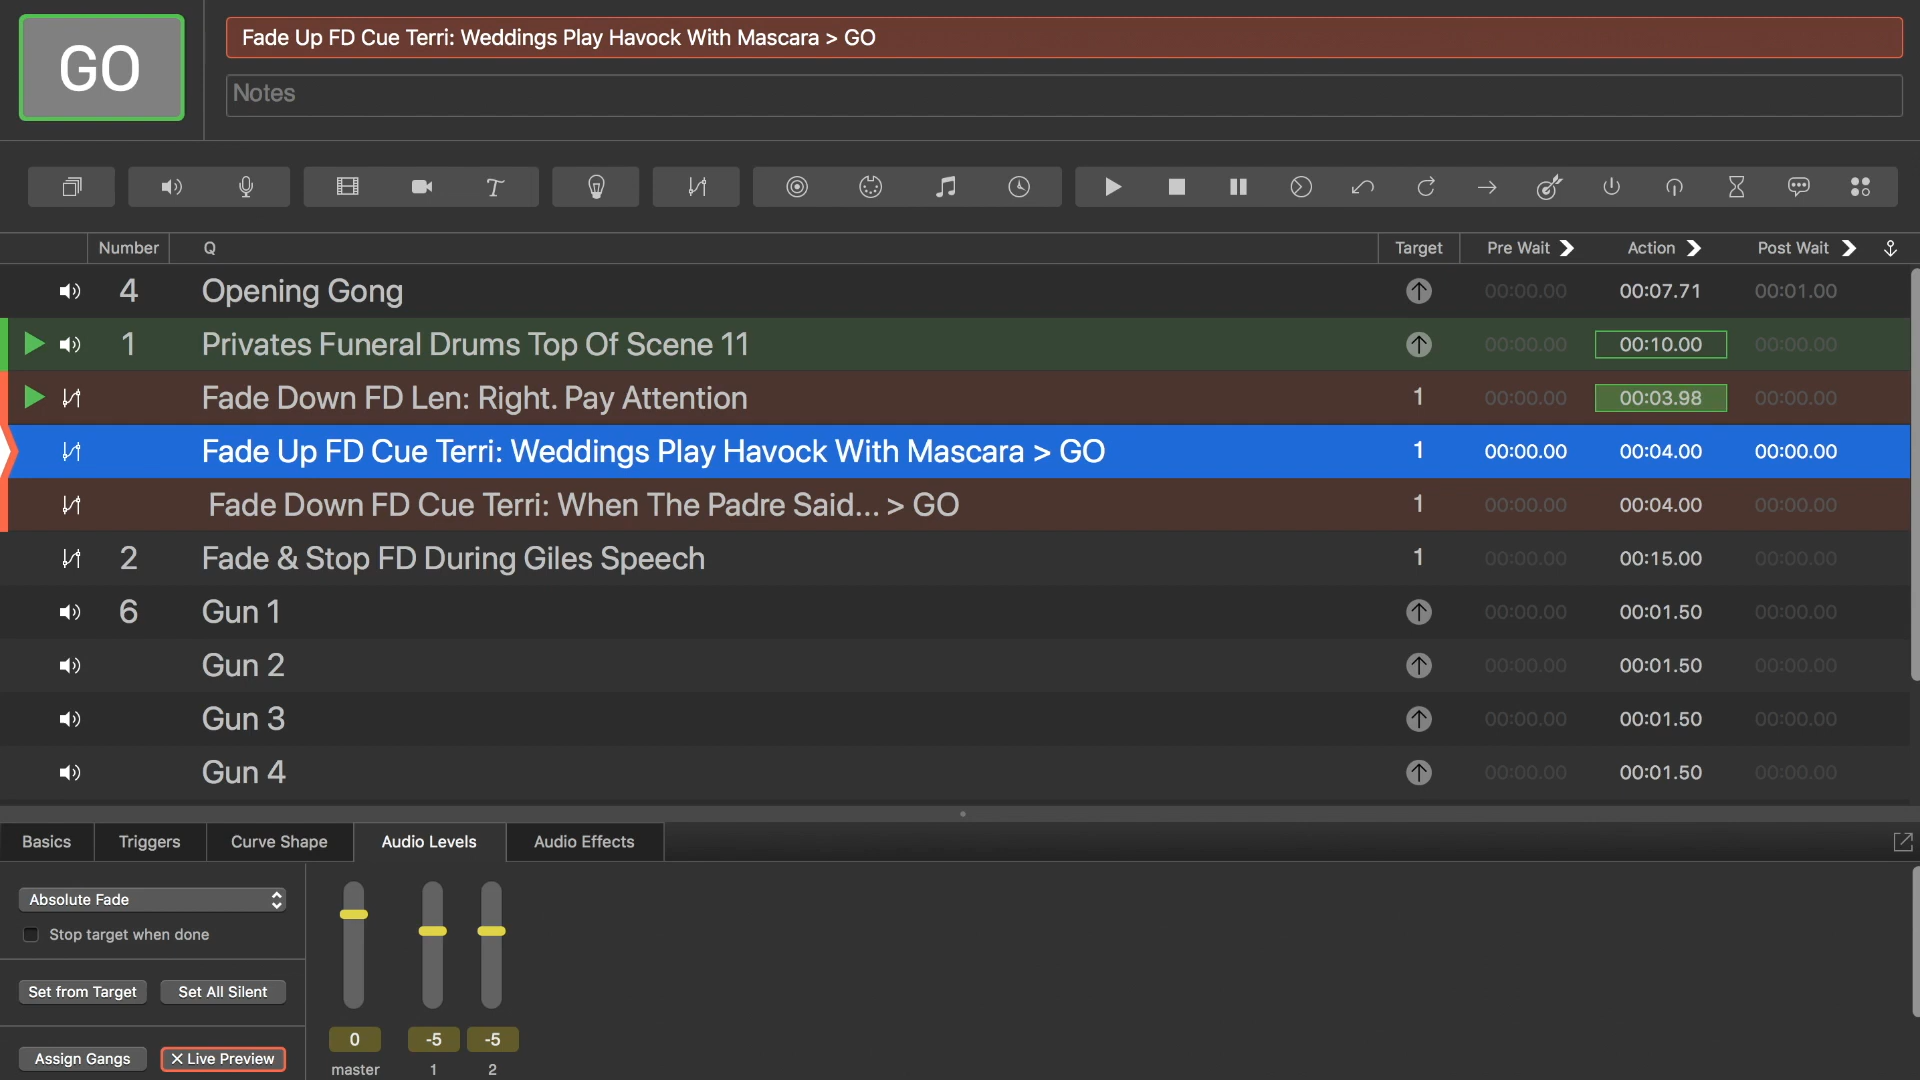 GO
Fade Up FD Cue Terri: Weddings Play Havock With Mascara > GO
Notes
Number Q Target Pre Wait Action Post Wait
4 Opening Gong 00:00.00 00:07.71 00:01.00
1 Privates Funeral Drums Top Of Scene 11 00:00.00 00:10.00 00:00.00
Fade Down FD Len: Right. Pay Attention 1 00:00.00 00:03.98 00:00.00
Fade Up FD Cue Terri: Weddings Play Havock With Mascara > GO 1 00:00.00 00:04.00 00:00.00
Fade Down FD Cue Terri: When The Padre Said... > GO 1 00:00.00 00:04.00 00:00.00
2 Fade & Stop FD During Giles Speech 1 00:00.00 00:15.00 00:00.00
6 Gun 1 00:00.00 00:01.50 00:00.00
Gun 2 00:00.00 00:01.50 00:00.00
Gun 3 00:00.00 00:01.50 00:00.00
Gun 4 00:00.00 00:01.50 00:00.00
Basics Triggers Curve Shape Audio Levels Audio Effects
Absolute Fade
Stop target when done
Set from Target Set All Silent
0 -5 -5
Assign Gangs X Live Preview
master 1 2